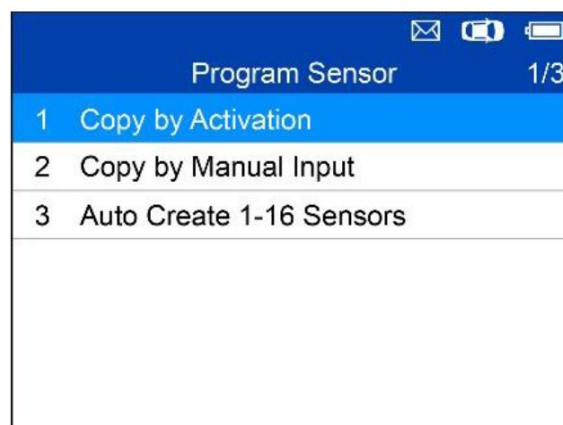 Program Sensor 1/3
1 Copy by Activation
2 Copy by Manual Input
3 Auto Create 1-16 Sensors